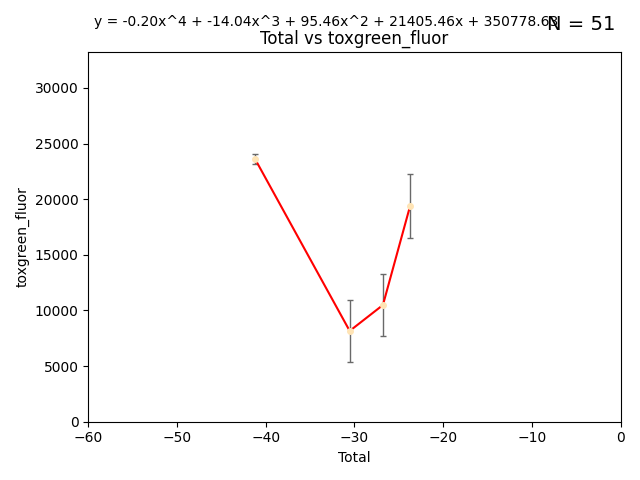 y = -0.20x^4 + -14.04x^3 + 95.46x^2 + 21405.46x + 350778.68
N = 51
Total vs toxgreen_fluor
toxgreen_fluor
30000
25000
20000
15000
10000
5000
0
−60
−50
−40
−30
−20
−10
0
Total